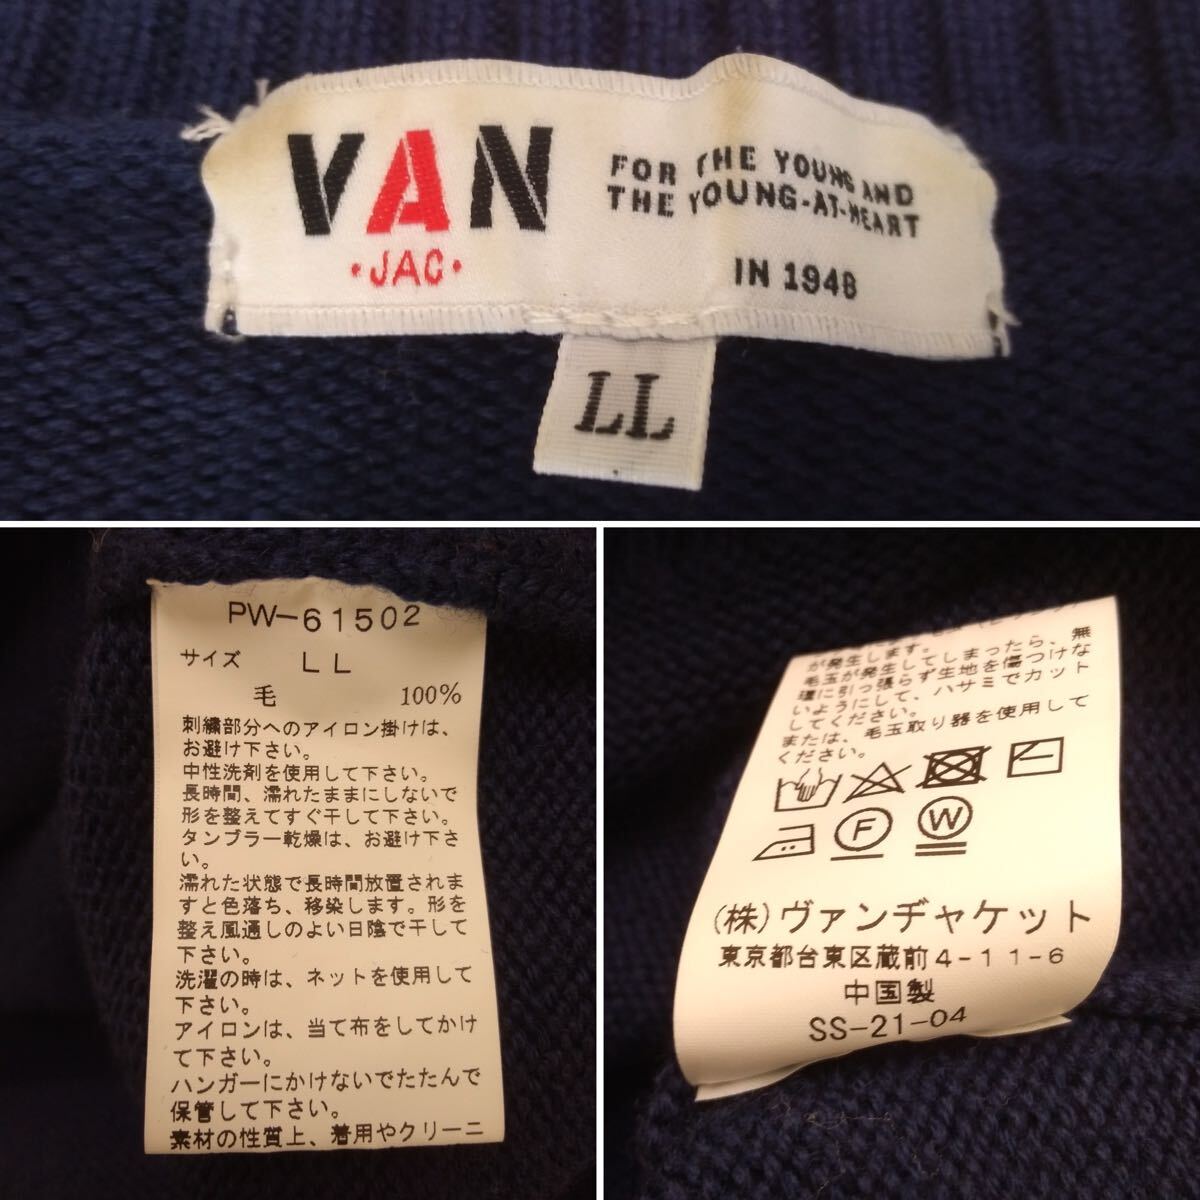 VAN
FOR THE YOUNG AND
THE YOUNG-AT-HEART
•JAC•
IN 1948
LL
PW-61502
サイズ LL
毛 100%
刺繍部分へのアイロン掛けは、
お避け下さい。
中性洗剤を使用して下さい。
長時間、濡れたままにしないで
形を整えてすぐ干して下さい。
タンブラー乾燥は、お避け下さ
い。
濡れた状態で長時間放置されま
すと色落ち、移染します。形を
整え風通しのよい日陰で干して
下さい。
洗濯の時は、ネットを使用して
下さい。
アイロンは、当て布をしてかけ
て下さい。
ハンガーにかけないでたたんで
保管して下さい。
素材の性質上、着用やクリーニ
が発生します。
毛玉が発生してしまったら、無
理に引っ張らず生地を傷つけな
いようにして、ハサミでカット
してください。
または、毛玉取り器を使用して
ください。
F
W
(株)ヴァンヂャケット
東京都台東区蔵前4-11-6
中国製
SS-21-04